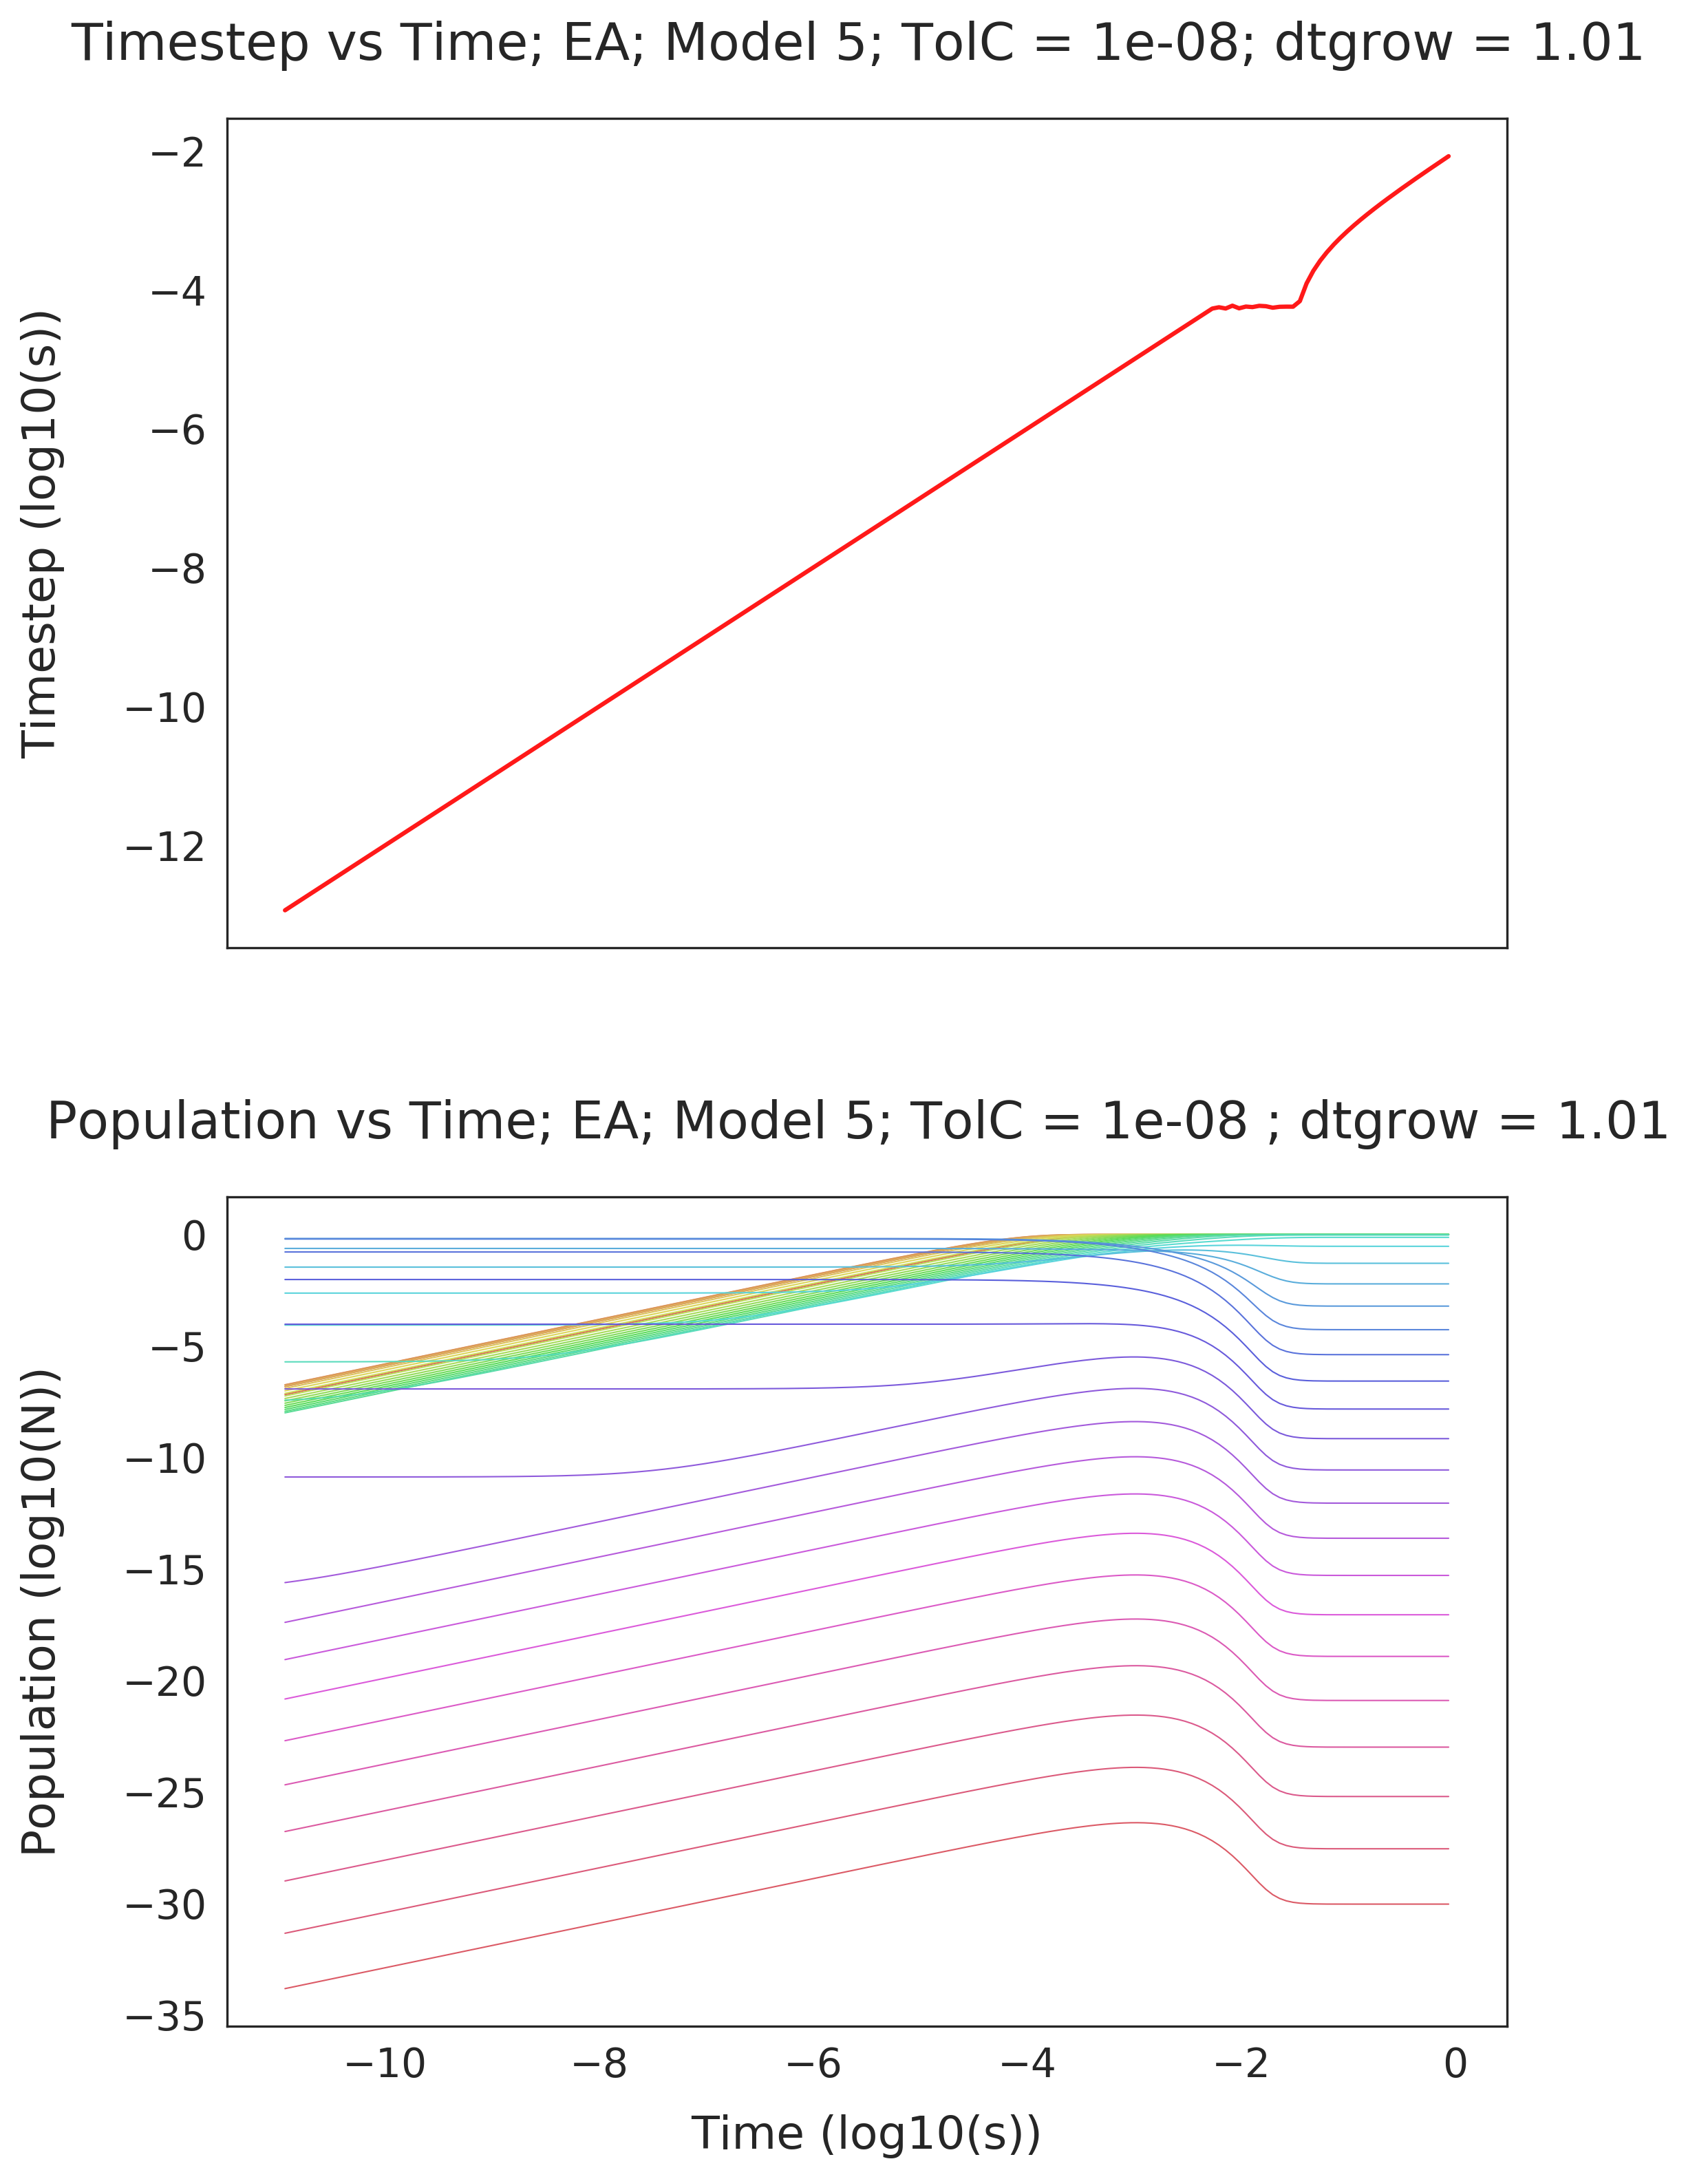 Timestep vs Time; EA; Model 5; TolC = 1e-08; dtgrow = 1.01
−2
−4
−6
−8
−10
−12
Timestep (log10(s))
Population vs Time; EA; Model 5; TolC = 1e-08 ; dtgrow = 1.01
0
−5
−10
−15
−20
−25
−30
−35
Population (log10(N))
−10 −8 −6 −4 −2 0
Time (log10(s))